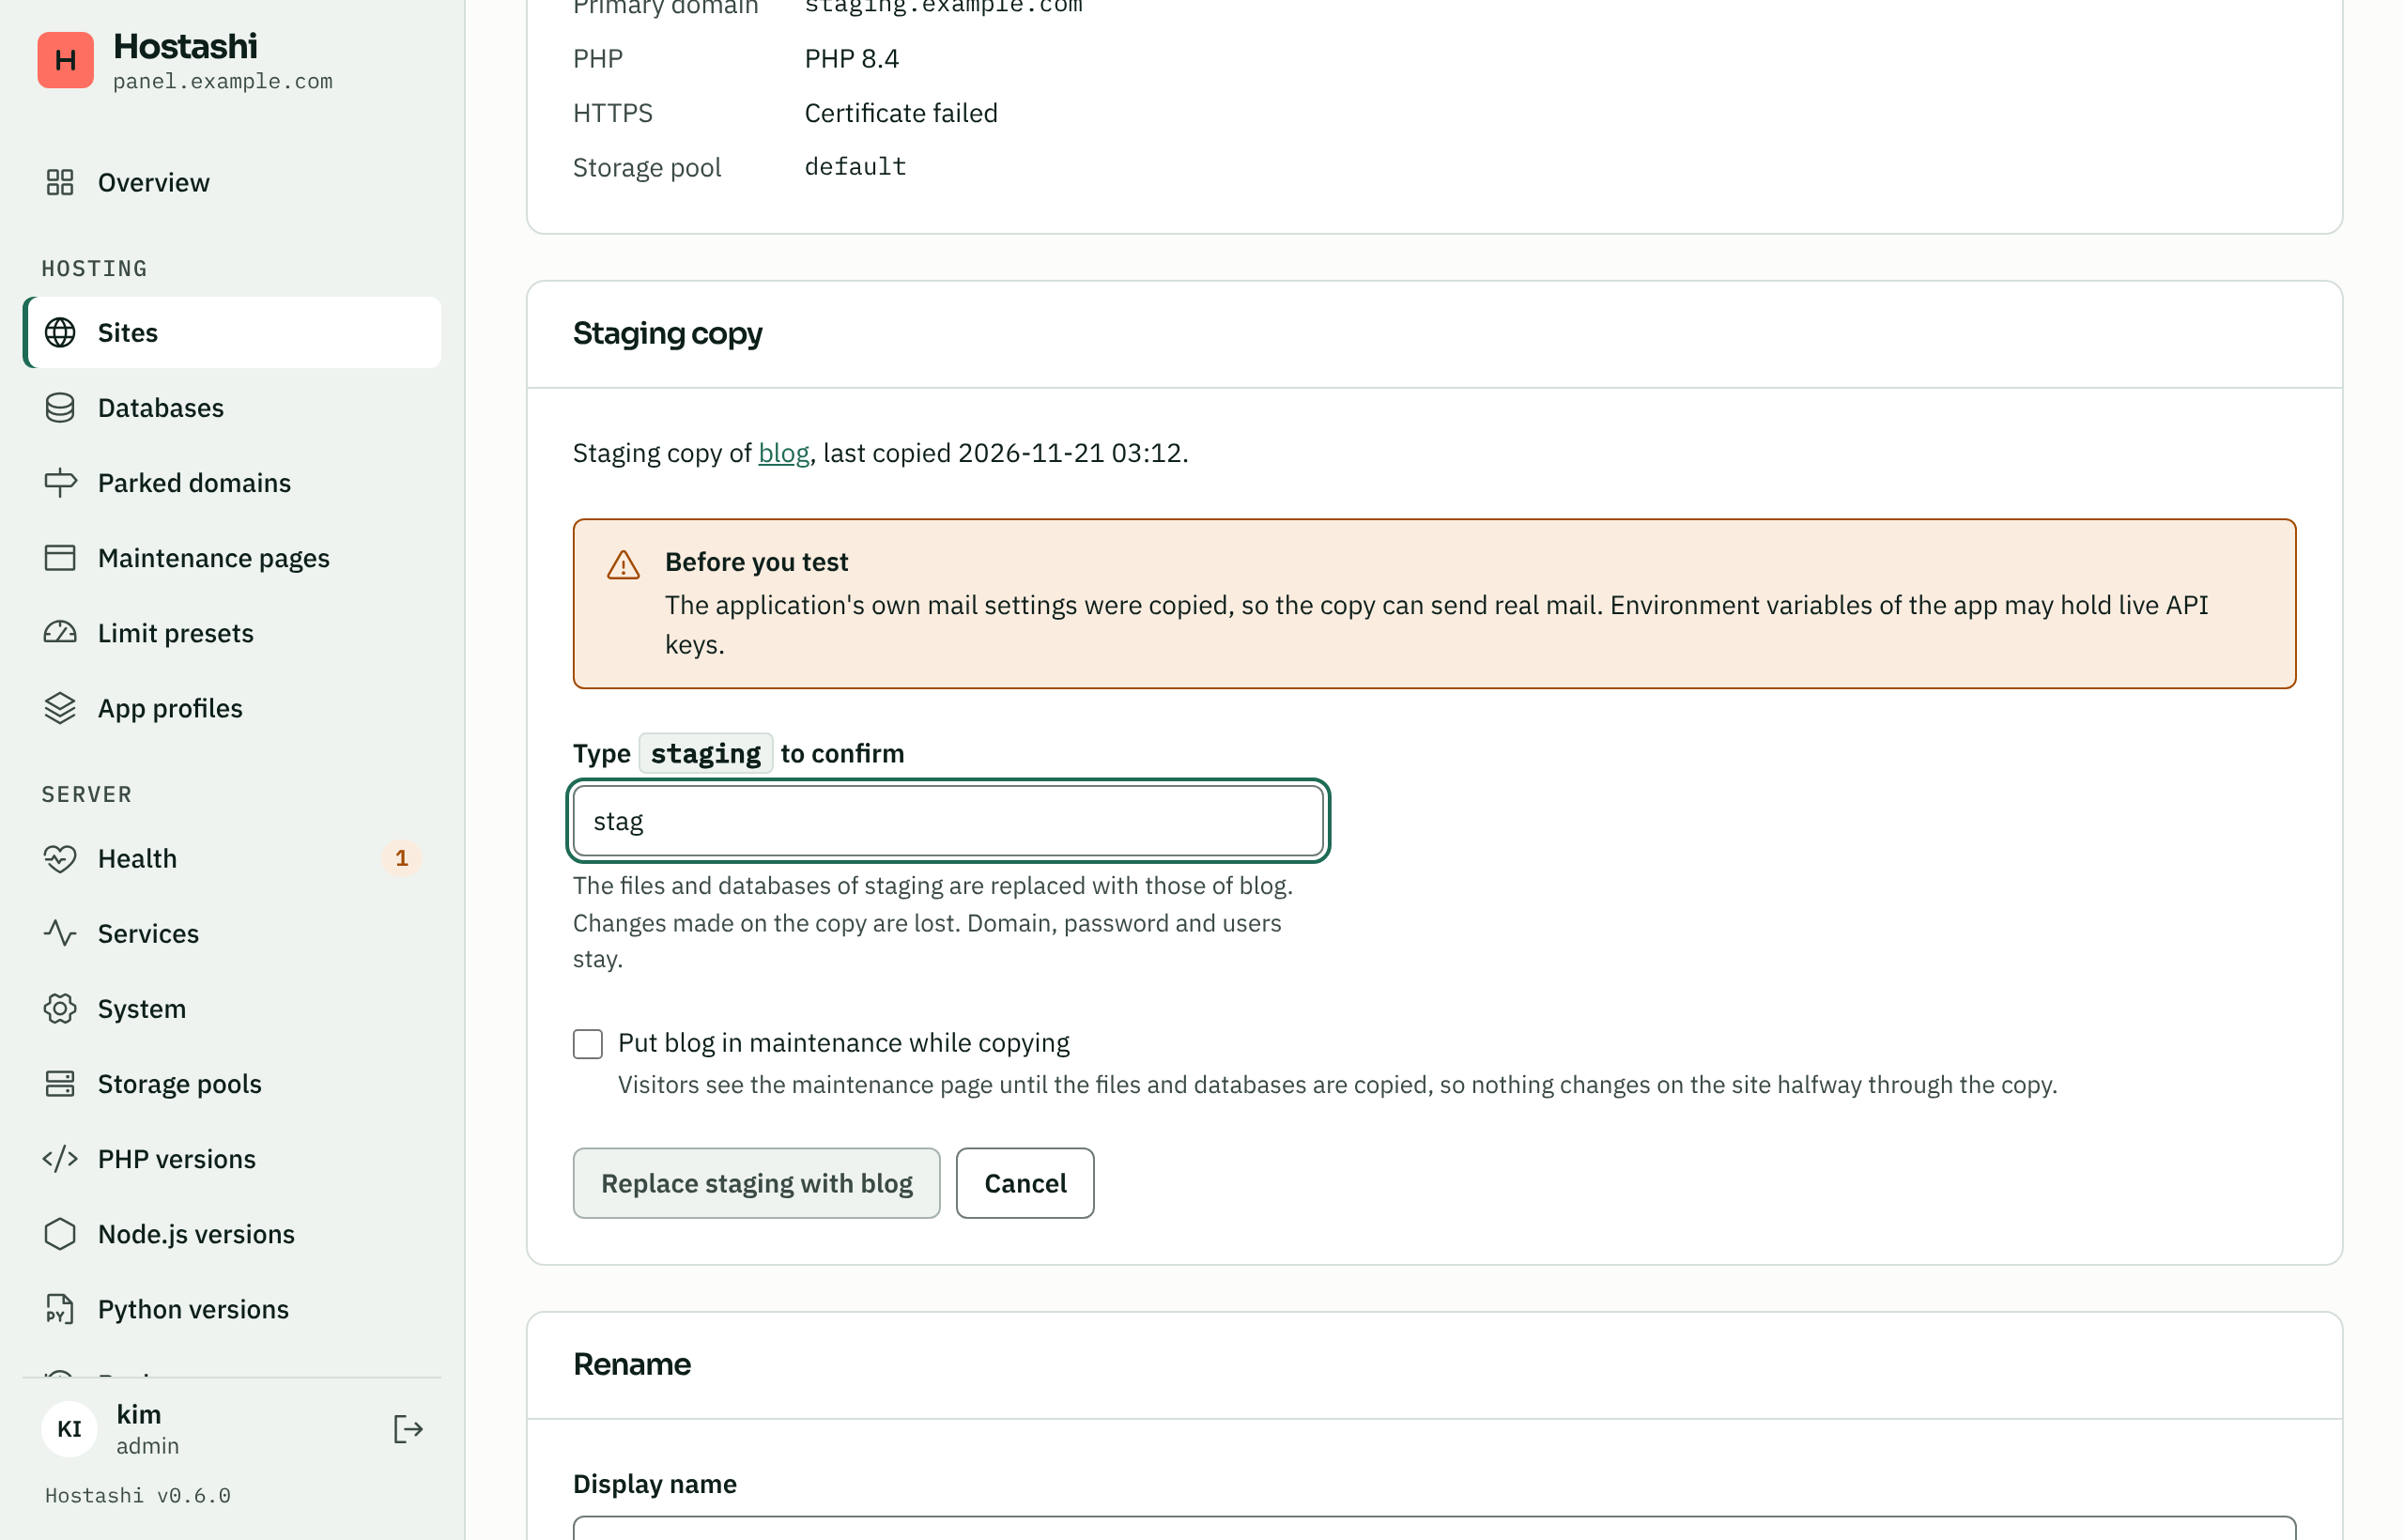 H
Hostashi
panel.example.com
Overview
HOSTING
Sites
Databases
Parked domains
Maintenance pages
Limit presets
App profiles
SERVER
Health 1
Services
System
Storage pools
PHP versions
Node.js versions
PY Python versions
KI
kim
admin
Hostashi v0.6.0
Primary domain staging.example.com
PHP PHP 8.4
HTTPS Certificate failed
Storage pool default
Staging copy
Staging copy of blog, last copied 2026-11-21 03:12.
Before you test
The application's own mail settings were copied, so the copy can send real mail. Environment variables of the app may hold live API
keys.
Type staging to confirm
stag
The files and databases of staging are replaced with those of blog.
Changes made on the copy are lost. Domain, password and users
stay.
Put blog in maintenance while copying
Visitors see the maintenance page until the files and databases are copied, so nothing changes on the site halfway through the copy.
Replace staging with blog
Cancel
Rename
Display name